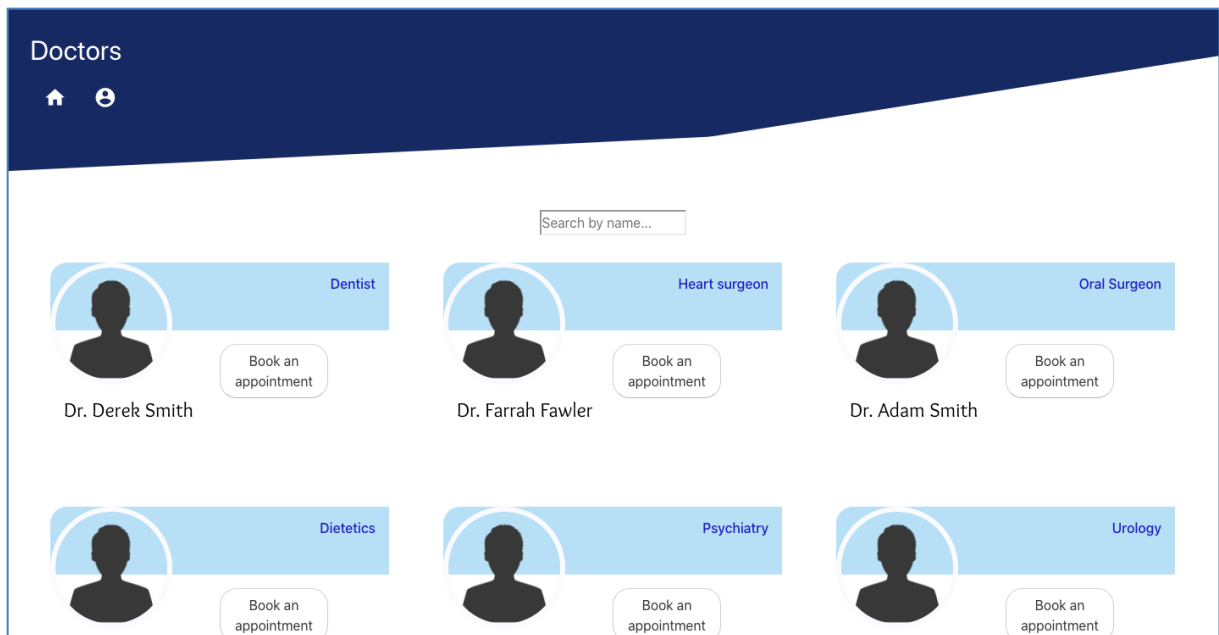 Doctors
Search by name...
Dentist
Heart surgeon
Oral Surgeon
Book an
appointment
Book an
appointment
Book an
appointment
Dr. Derek Smith
Dr. Farrah Fawler
Dr. Adam Smith
Dietetics
Psychiatry
Urology
Book an
appointment
Book an
appointment
Book an
appointment